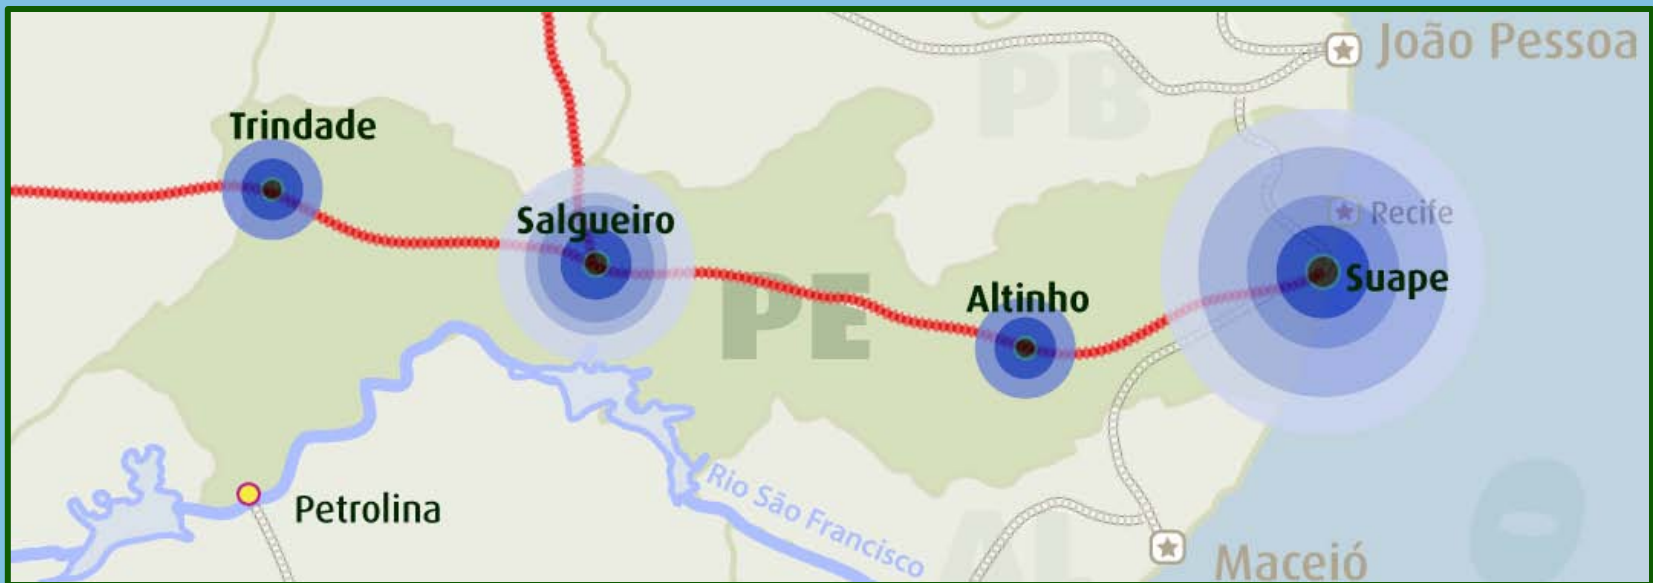 João Pessoa
PB
Trindade
Salgueiro
Recife
Suape
PE
Altinho
Petrolina
Rio São Francisco
AL
Maceió